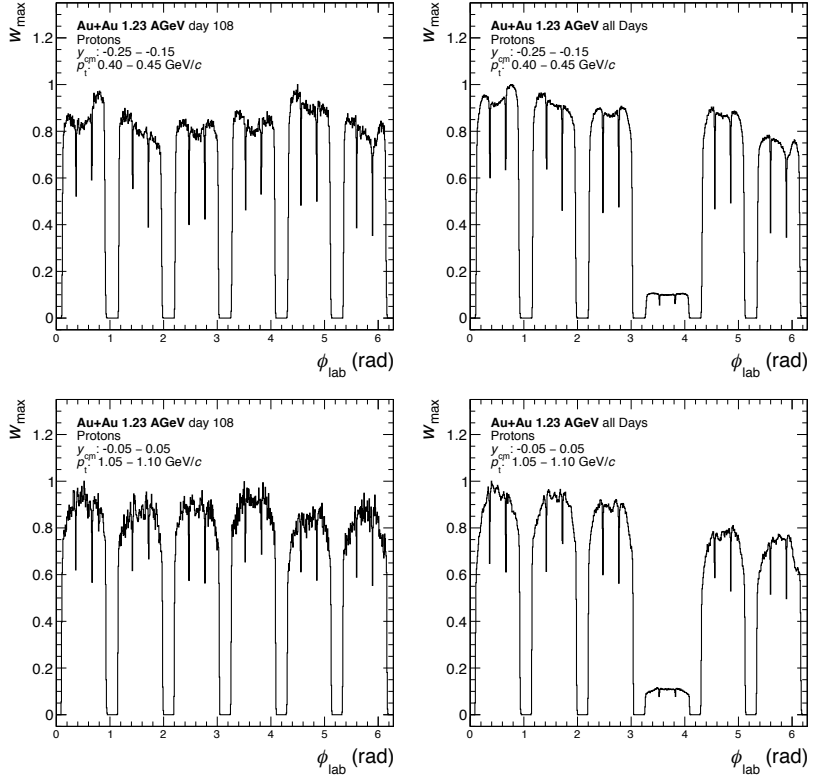 w_max
Au+Au 1.23 AGeV day 108
Protons
y_cm: -0.25 – -0.15
p_t: 0.40 – 0.45 GeV/c
1.2
1
0.8
0.6
0.4
0.2
0
0 1 2 3 4 5 6
ϕ_lab (rad)
w_max
Au+Au 1.23 AGeV all Days
Protons
y_cm: -0.25 – -0.15
p_t: 0.40 – 0.45 GeV/c
1.2
1
0.8
0.6
0.4
0.2
0
0 1 2 3 4 5 6
ϕ_lab (rad)
w_max
Au+Au 1.23 AGeV day 108
Protons
y_cm: -0.05 – 0.05
p_t: 1.05 – 1.10 GeV/c
1.2
1
0.8
0.6
0.4
0.2
0
0 1 2 3 4 5 6
ϕ_lab (rad)
w_max
Au+Au 1.23 AGeV all Days
Protons
y_cm: -0.05 – 0.05
p_t: 1.05 – 1.10 GeV/c
1.2
1
0.8
0.6
0.4
0.2
0
0 1 2 3 4 5 6
ϕ_lab (rad)